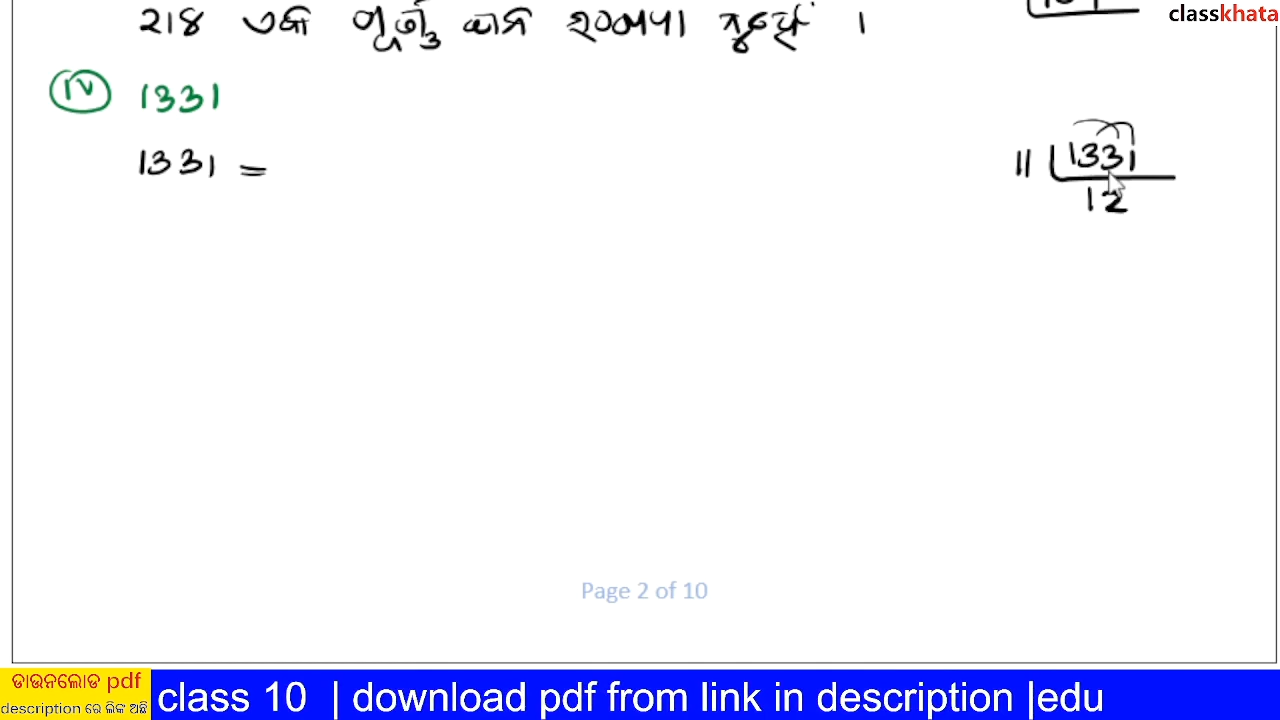 classkhata
218 ଏକ ପୂର୍ଣ୍ଣ ଘନ ସଂଖ୍ୟା ନୁହେଁ ।
(iv) 1331
1331 =
11 1331
12
Page 2 of 10
ଡାଉନଲୋଡ pdf
description ରେ ଲିଙ୍କ ଅଛି
class 10 | download pdf from link in description |edu